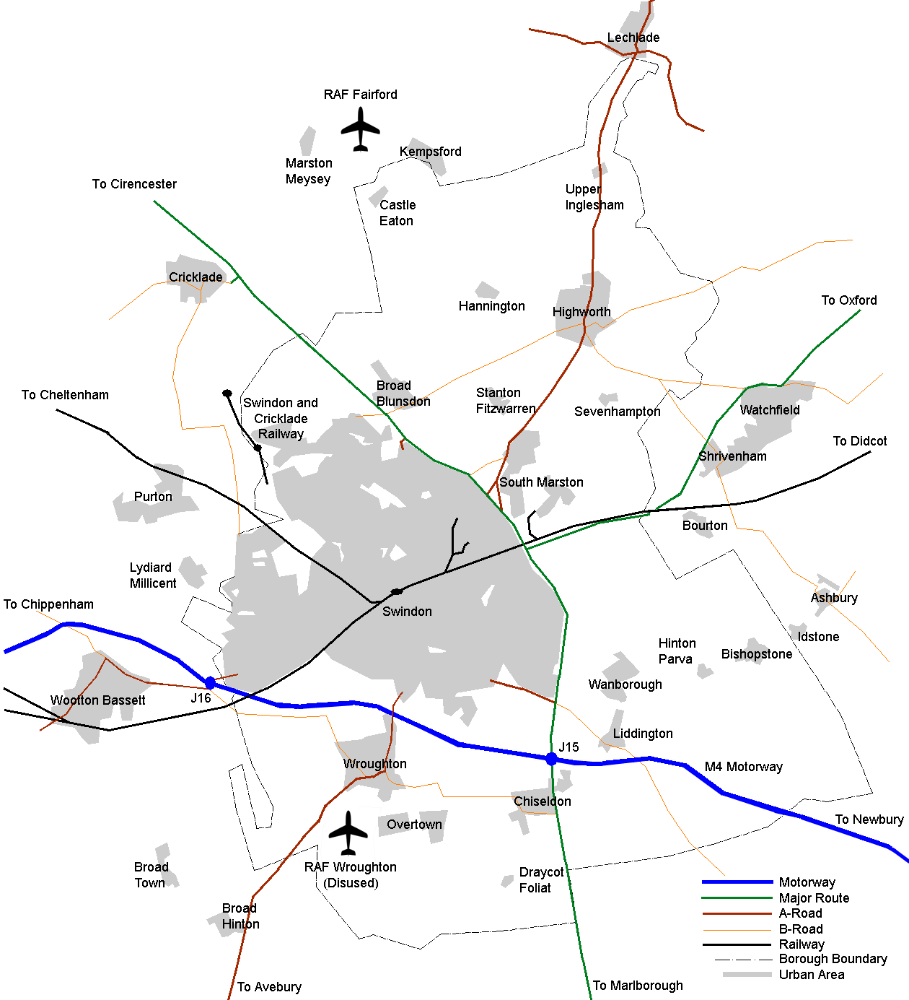 Lechlade
RAF Fairford
Marston
Meysey
Kempsford
To Cirencester
Castle
Eaton
Upper
Inglesham
Cricklade
Hannington
Highworth
To Oxford
To Cheltenham
Swindon and
Cricklade
Railway
Broad
Blunsdon
Stanton
Fitzwarren
Sevenhampton
Watchfield
To Didcot
Shrivenham
South Marston
Purton
Bourton
Lydiard
Millicent
To Chippenham
Swindon
Ashbury
Idstone
Hinton
Parva
Bishopstone
Wanborough
Wootton Bassett
J16
Liddington
J15
Wroughton
M4 Motorway
Chiseldon
To Newbury
Overtown
RAF Wroughton
(Disused)
Broad
Town
Draycot
Foliat
Broad
Hinton
To Avebury
To Marlborough
Motorway
Major Route
A-Road
B-Road
Railway
Borough Boundary
Urban Area